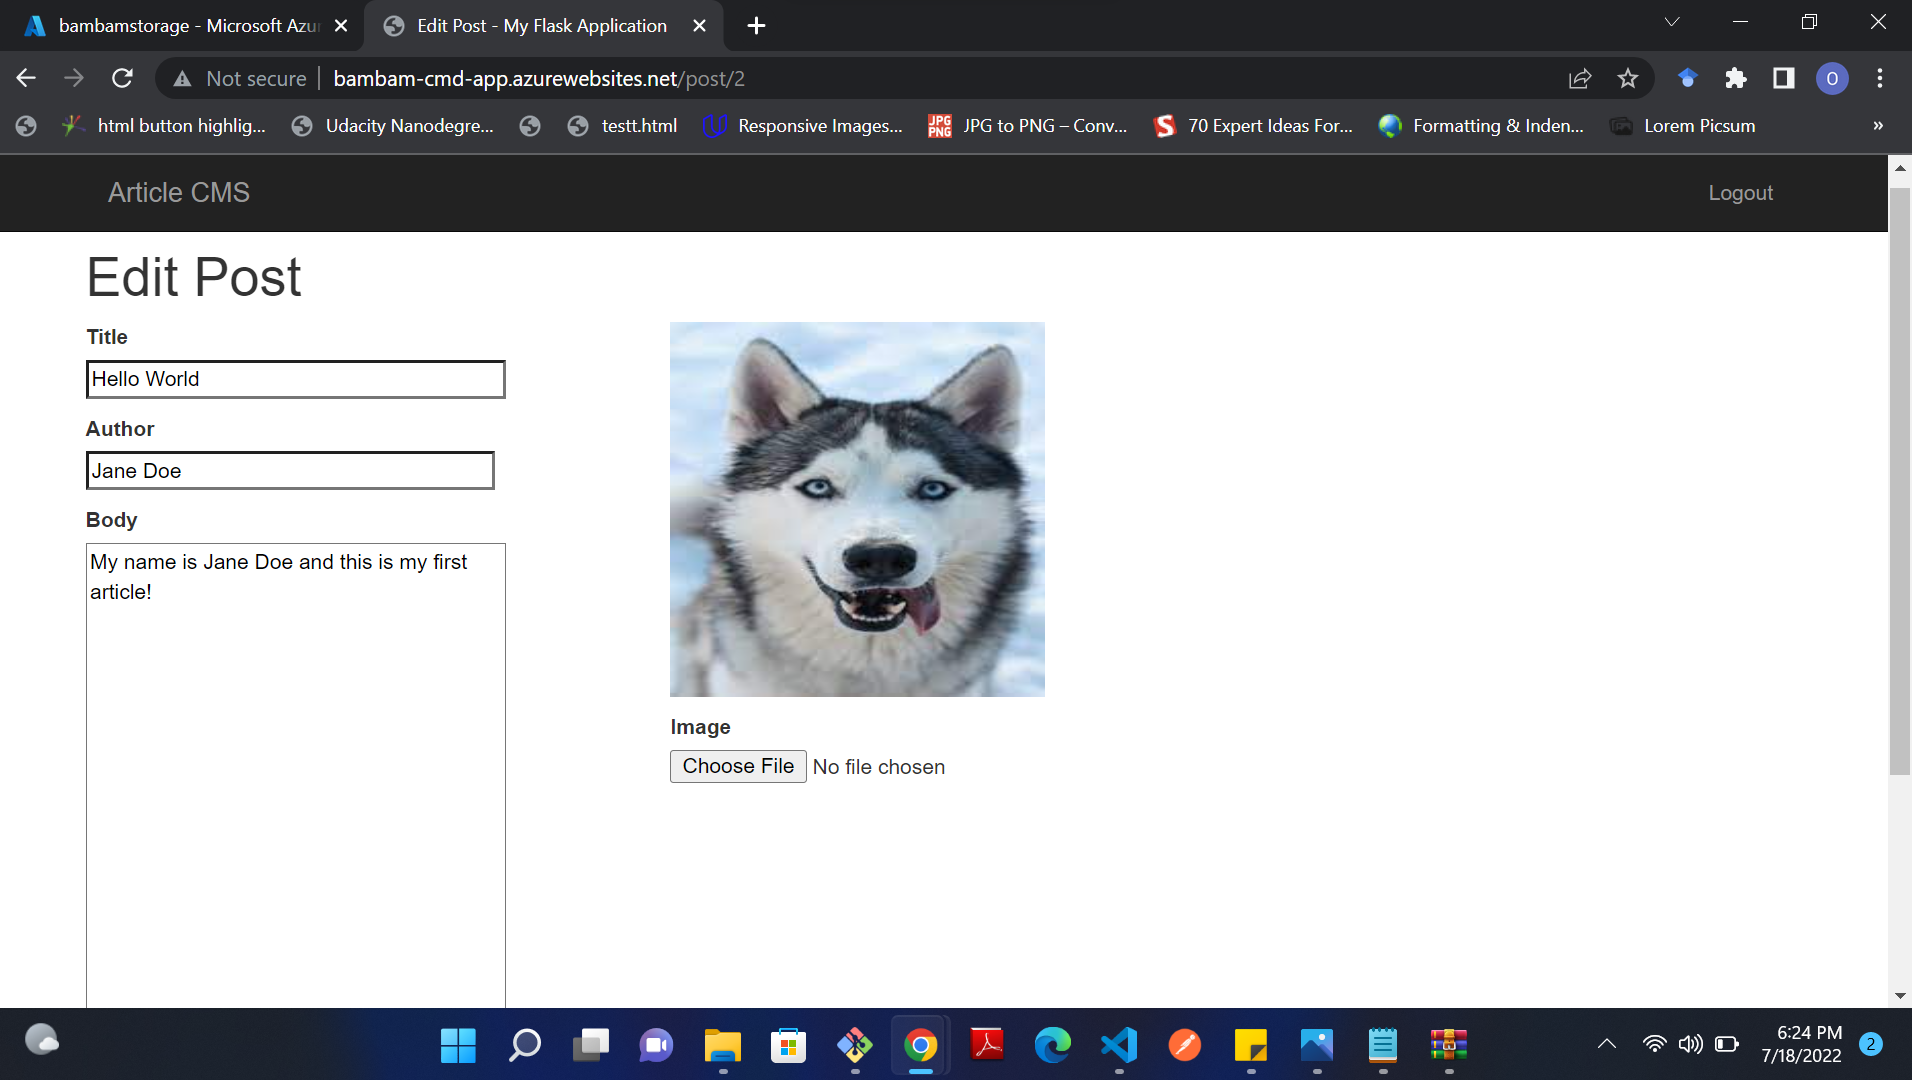 bambamstorage - Microsoft Azur
Edit Post - My Flask Application
Not secure
bambam-cmd-app.azurewebsites.net/post/2
O
html button highlig...
Udacity Nanodegre...
testt.html
Responsive Images...
JPG
PNG
JPG to PNG – Conv...
S
70 Expert Ideas For...
Formatting & Inden...
Lorem Picsum
»
Article CMS
Logout
Edit Post
Title
Hello World
Author
Jane Doe
Body
My name is Jane Doe and this is my first
article!
Image
Choose File No file chosen
6:24 PM
7/18/2022
2